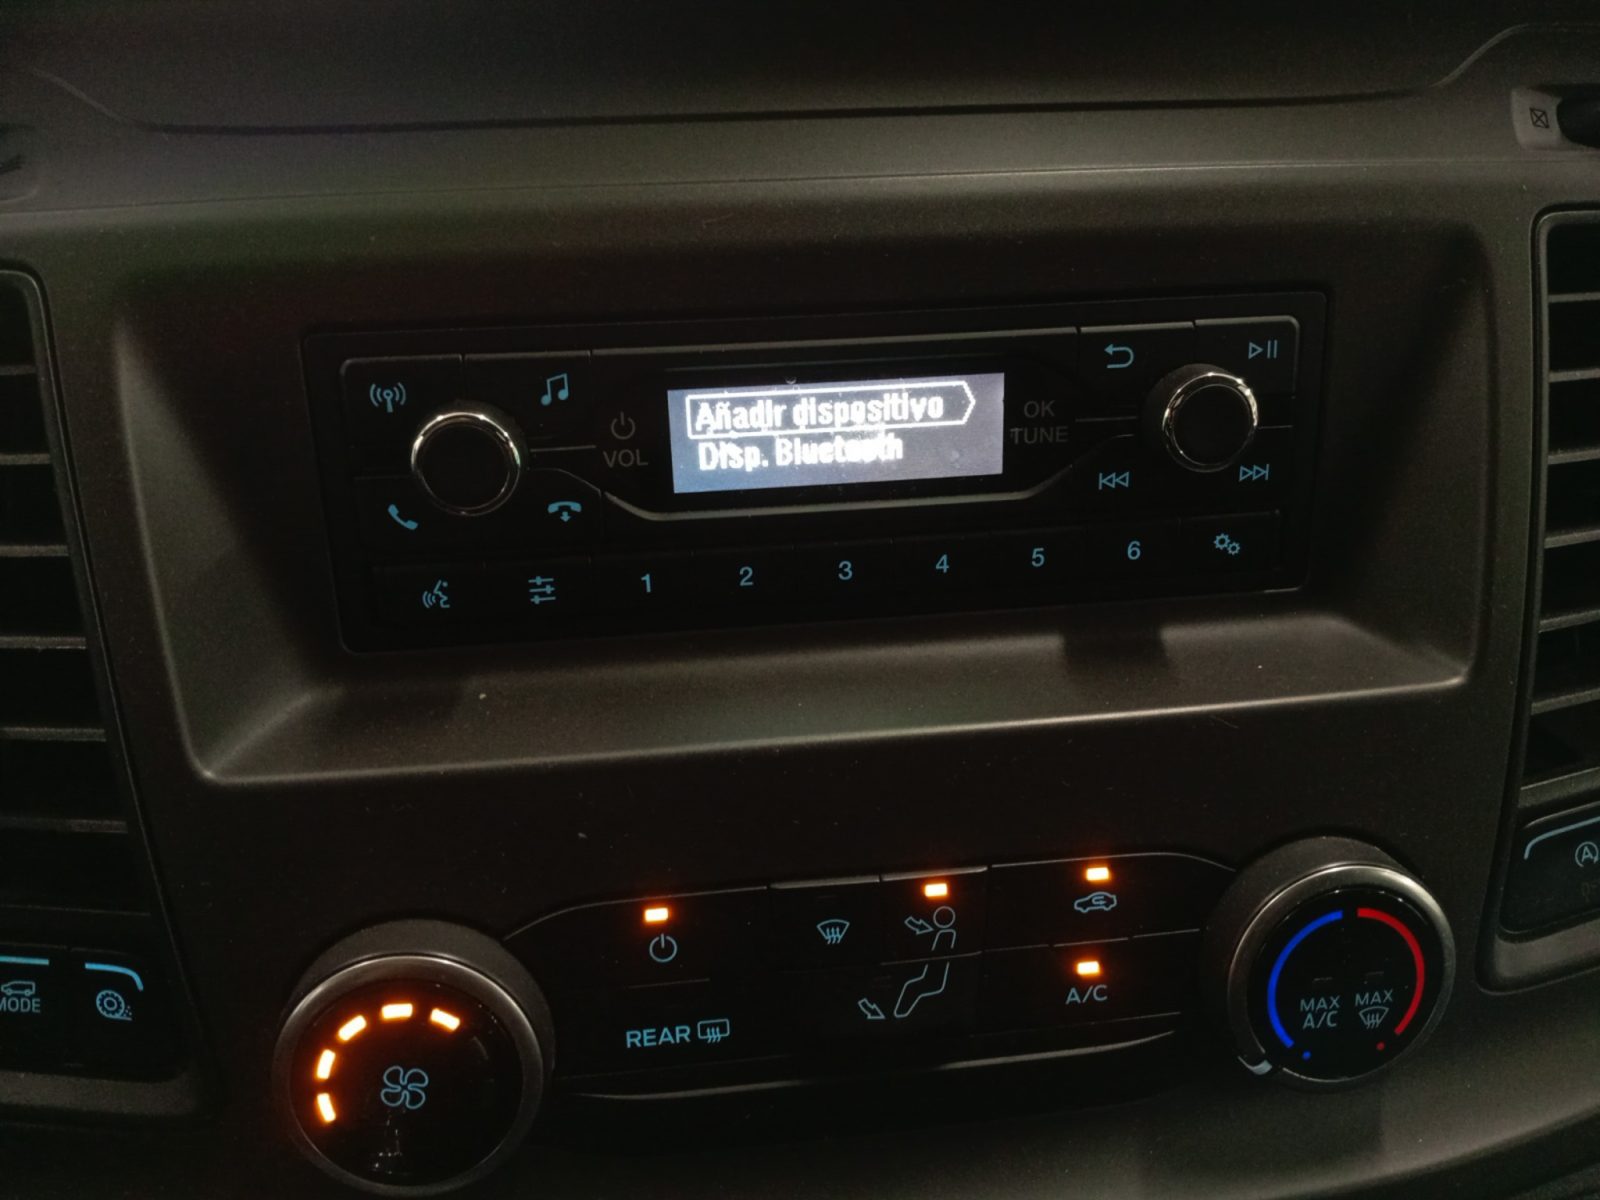 Añadir dispositivo
Disp. Bluetooth
VOL
OK
TUNE
1 2 3 4 5 6
MODE
REAR
A/C
MAX A/C
MAX